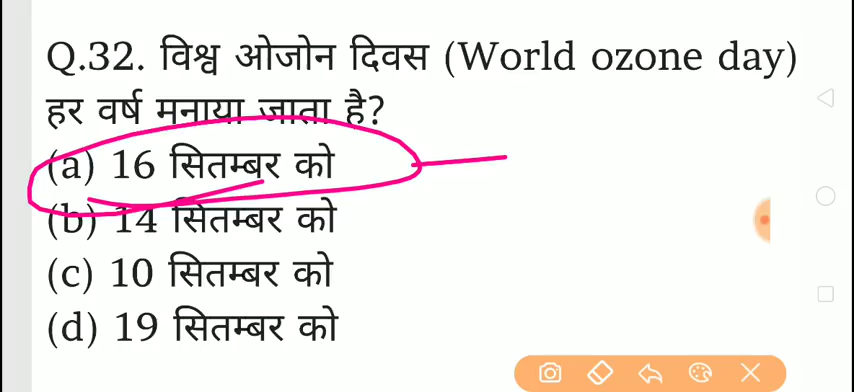 Q.32. विश्व ओजोन दिवस (World ozone day)
हर वर्ष मनाया जाता है?
(a) 16 सितम्बर को
(b) 14 सितम्बर को
(c) 10 सितम्बर को
(d) 19 सितम्बर को